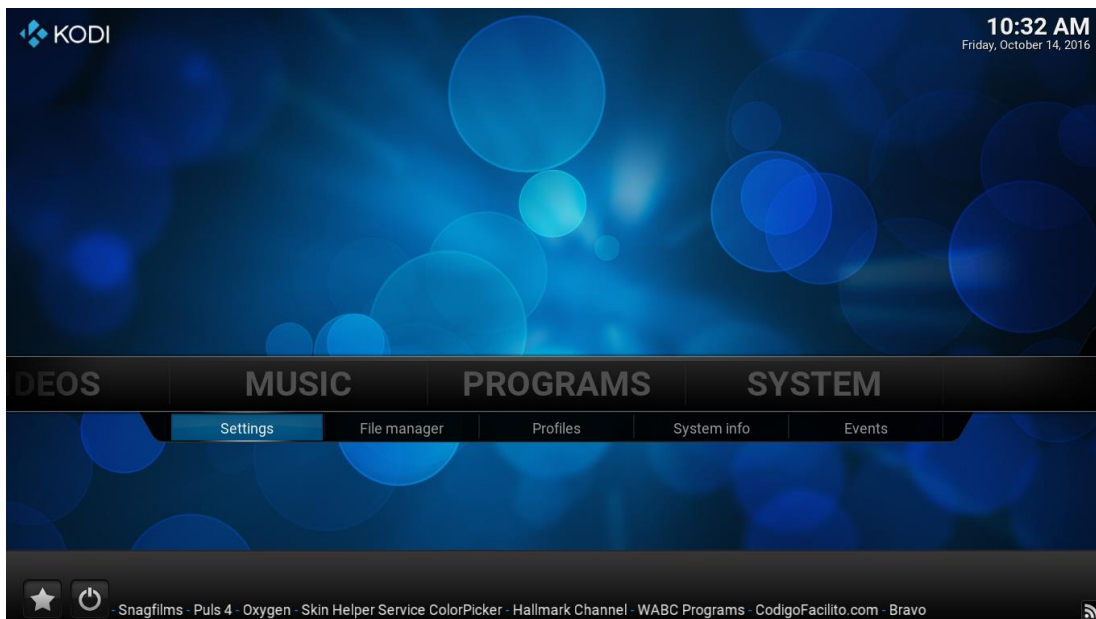 KODI
10:32 AM
Friday, October 14, 2016
IDEOS MUSIC PROGRAMS SYSTEM
Settings File manager Profiles System info Events
- Snagfilms - Puls 4 - Oxygen - Skin Helper Service ColorPicker - Hallmark Channel - WABC Programs - CodigoFacilito.com - Bravo